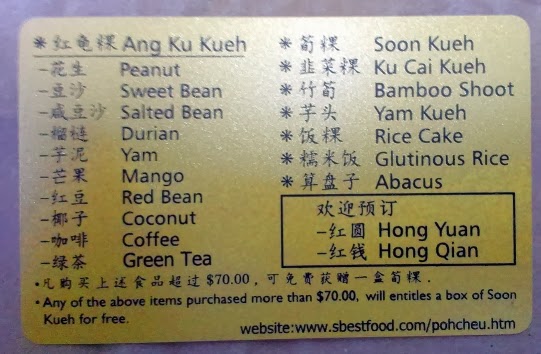 * 红龟粿 Ang Ku Kueh
-花生 Peanut
-豆沙 Sweet Bean
-咸豆沙 Salted Bean
-榴梿 Durian
-芋泥 Yam
-芒果 Mango
-红豆 Red Bean
-椰子 Coconut
-咖啡 Coffee
-绿茶 Green Tea
* 荀粿 Soon Kueh
* 韭菜粿 Ku Cai Kueh
* 竹荀 Bamboo Shoot
* 芋头 Yam Kueh
* 饭粿 Rice Cake
* 糯米饭 Glutinous Rice
* 算盘子 Abacus
欢迎预订
-红圆 Hong Yuan
-红钱 Hong Qian
•凡购买上述食品超过$70.00，可免费获赠一盒荀粿.
•Any of the above items purchased more than $70.00, will entitles a box of Soon
Kueh for free.
website:www.sbestfood.com/pohcheu.htm